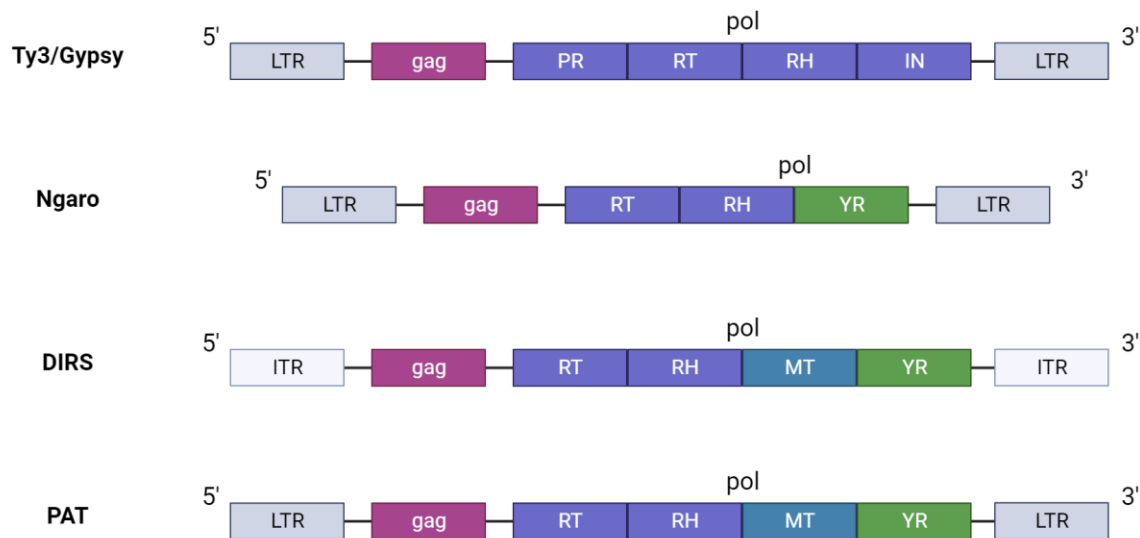 pol
5' 3'
Ty3/Gypsy LTR gag PR RT RH IN LTR
pol
5' 3'
Ngaro LTR gag RT RH YR LTR
pol
5' 3'
DIRS ITR gag RT RH MT YR ITR
pol
5' 3'
PAT LTR gag RT RH MT YR LTR